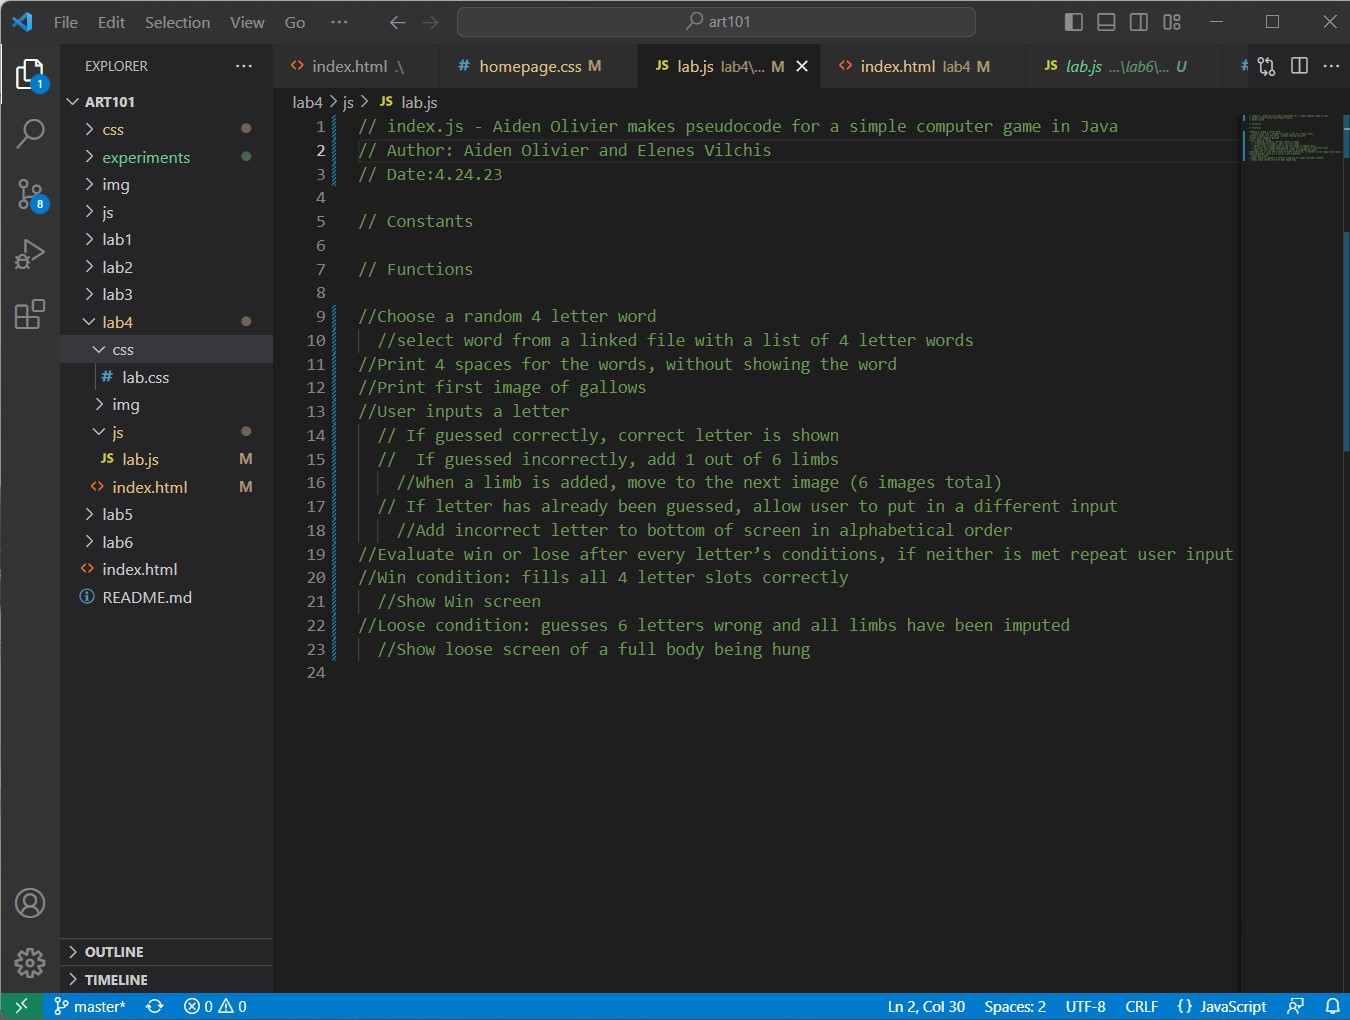 File Edit Selection View Go ··· art101
EXPLORER ···
index.html .\ # homepage.css M JS lab.js lab4\... M index.html lab4 M JS lab.js ...\lab6\... U # ···
ART101
css
experiments
img
js
lab1
lab2
lab3
lab4
css
# lab.css
img
js
JS lab.js M
index.html M
lab5
lab6
index.html
README.md
OUTLINE
TIMELINE
1
8
lab4 > js > JS lab.js
1 // index.js - Aiden Olivier makes pseudocode for a simple computer game in Java
2 // Author: Aiden Olivier and Elenes Vilchis
3 // Date:4.24.23
4
5 // Constants
6
7 // Functions
8
9 //Choose a random 4 letter word
10 //select word from a linked file with a list of 4 letter words
11 //Print 4 spaces for the words, without showing the word
12 //Print first image of gallows
13 //User inputs a letter
14 // If guessed correctly, correct letter is shown
15 //  If guessed incorrectly, add 1 out of 6 limbs
16 //When a limb is added, move to the next image (6 images total)
17 // If letter has already been guessed, allow user to put in a different input
18 //Add incorrect letter to bottom of screen in alphabetical order
19 //Evaluate win or lose after every letter’s conditions, if neither is met repeat user input
20 //Win condition: fills all 4 letter slots correctly
21 //Show Win screen
22 //Loose condition: guesses 6 letters wrong and all limbs have been imputed
23 //Show loose screen of a full body being hung
24
master* 0 0 Ln 2, Col 30 Spaces: 2 UTF-8 CRLF {} JavaScript